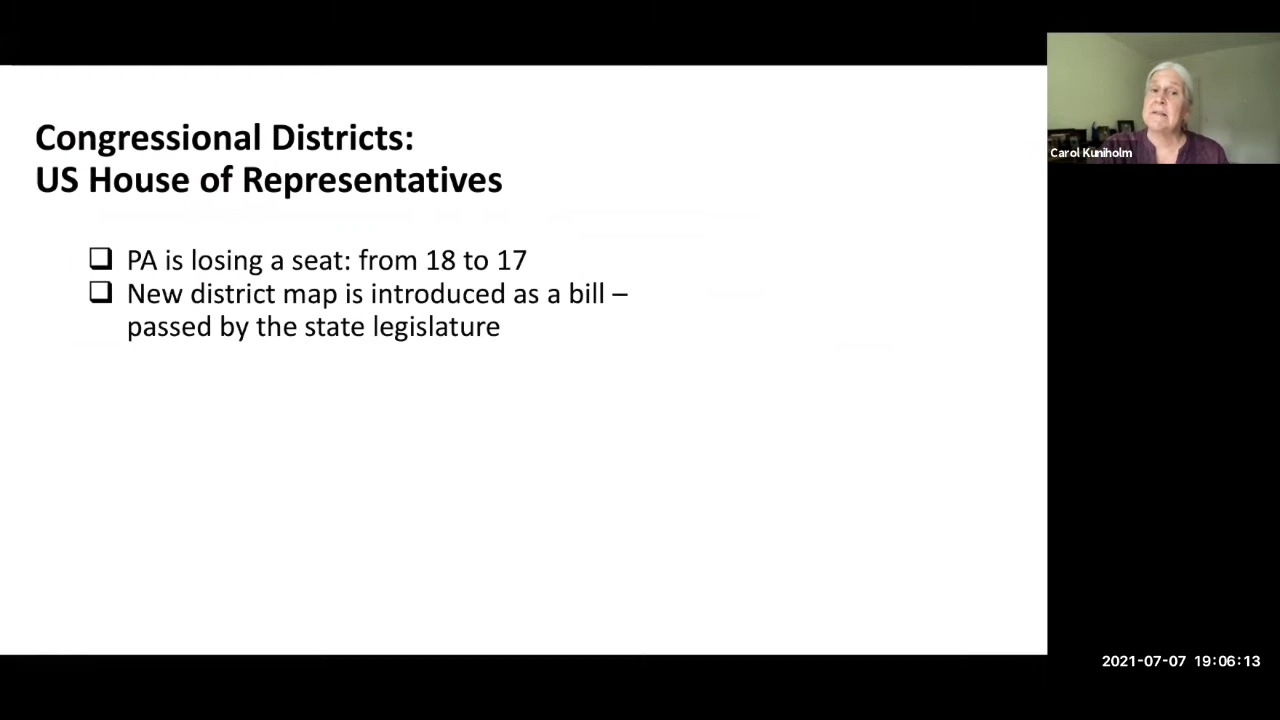 Congressional Districts:
US House of Representatives
PA is losing a seat: from 18 to 17
New district map is introduced as a bill –
passed by the state legislature
Carol Kuniholm
2021-07-07 19:06:13